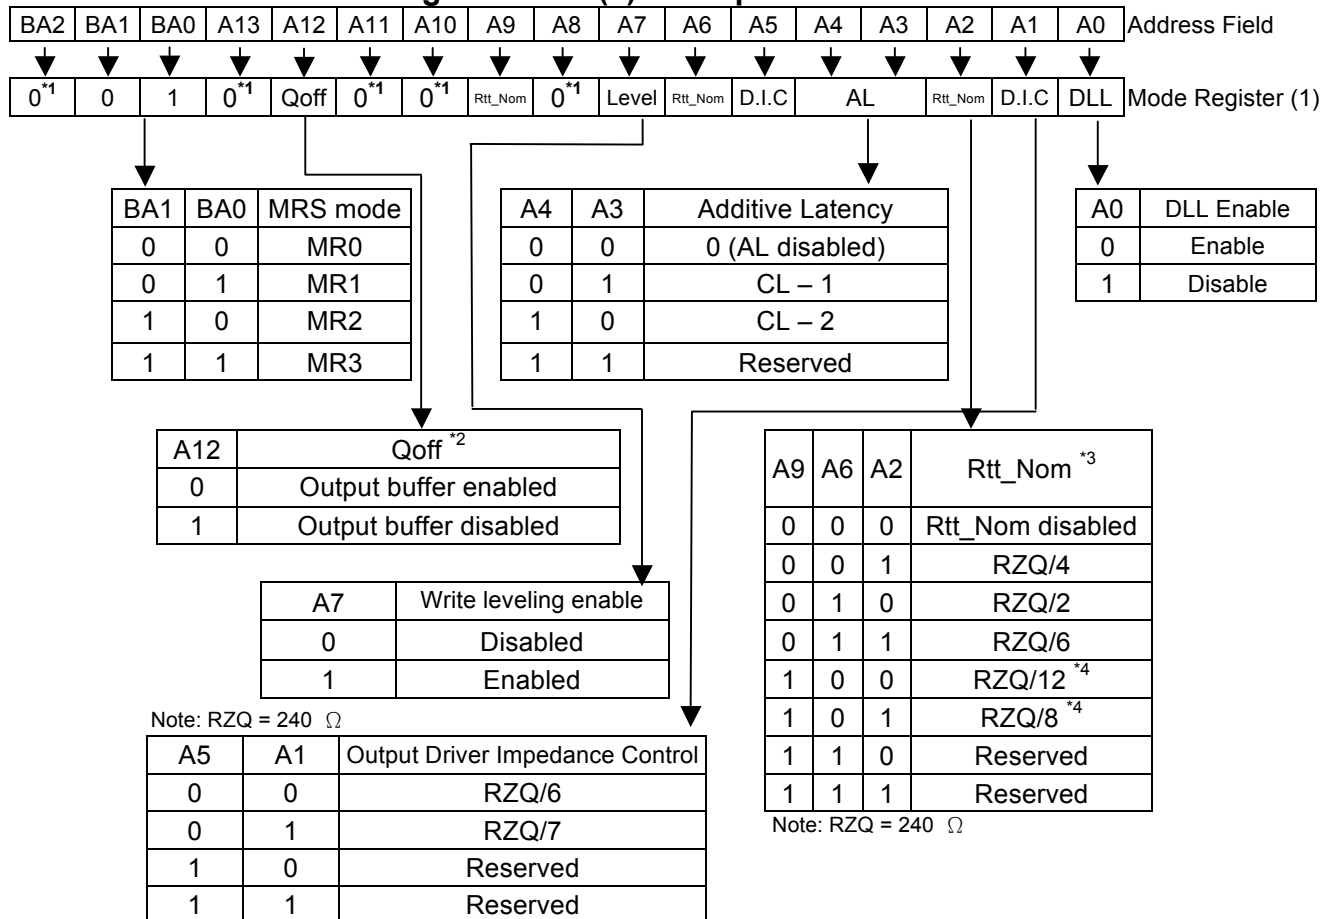 BA2 BA1 BA0 A13 A12 A11 A10 A9 A8 A7 A6 A5 A4 A3 A2 A1 A0 Address Field
0*1 0 1 0*1 Qoff 0*1 0*1 Rtt_Nom 0*1 Level Rtt_Nom D.I.C AL Rtt_Nom D.I.C DLL Mode Register (1)
BA1 BA0 MRS mode
0 0 MR0
0 1 MR1
1 0 MR2
1 1 MR3
A4 A3 Additive Latency
0 0 0 (AL disabled)
0 1 CL – 1
1 0 CL – 2
1 1 Reserved
A0 DLL Enable
0 Enable
1 Disable
A12 Qoff *2
0 Output buffer enabled
1 Output buffer disabled
A9 A6 A2 Rtt_Nom *3
0 0 0 Rtt_Nom disabled
0 0 1 RZQ/4
0 1 0 RZQ/2
0 1 1 RZQ/6
1 0 0 RZQ/12 *4
1 0 1 RZQ/8 *4
1 1 0 Reserved
1 1 1 Reserved
Note: RZQ = 240 Ω
A7 Write leveling enable
0 Disabled
1 Enabled
Note: RZQ = 240 Ω
A5 A1 Output Driver Impedance Control
0 0 RZQ/6
0 1 RZQ/7
1 0 Reserved
1 1 Reserved